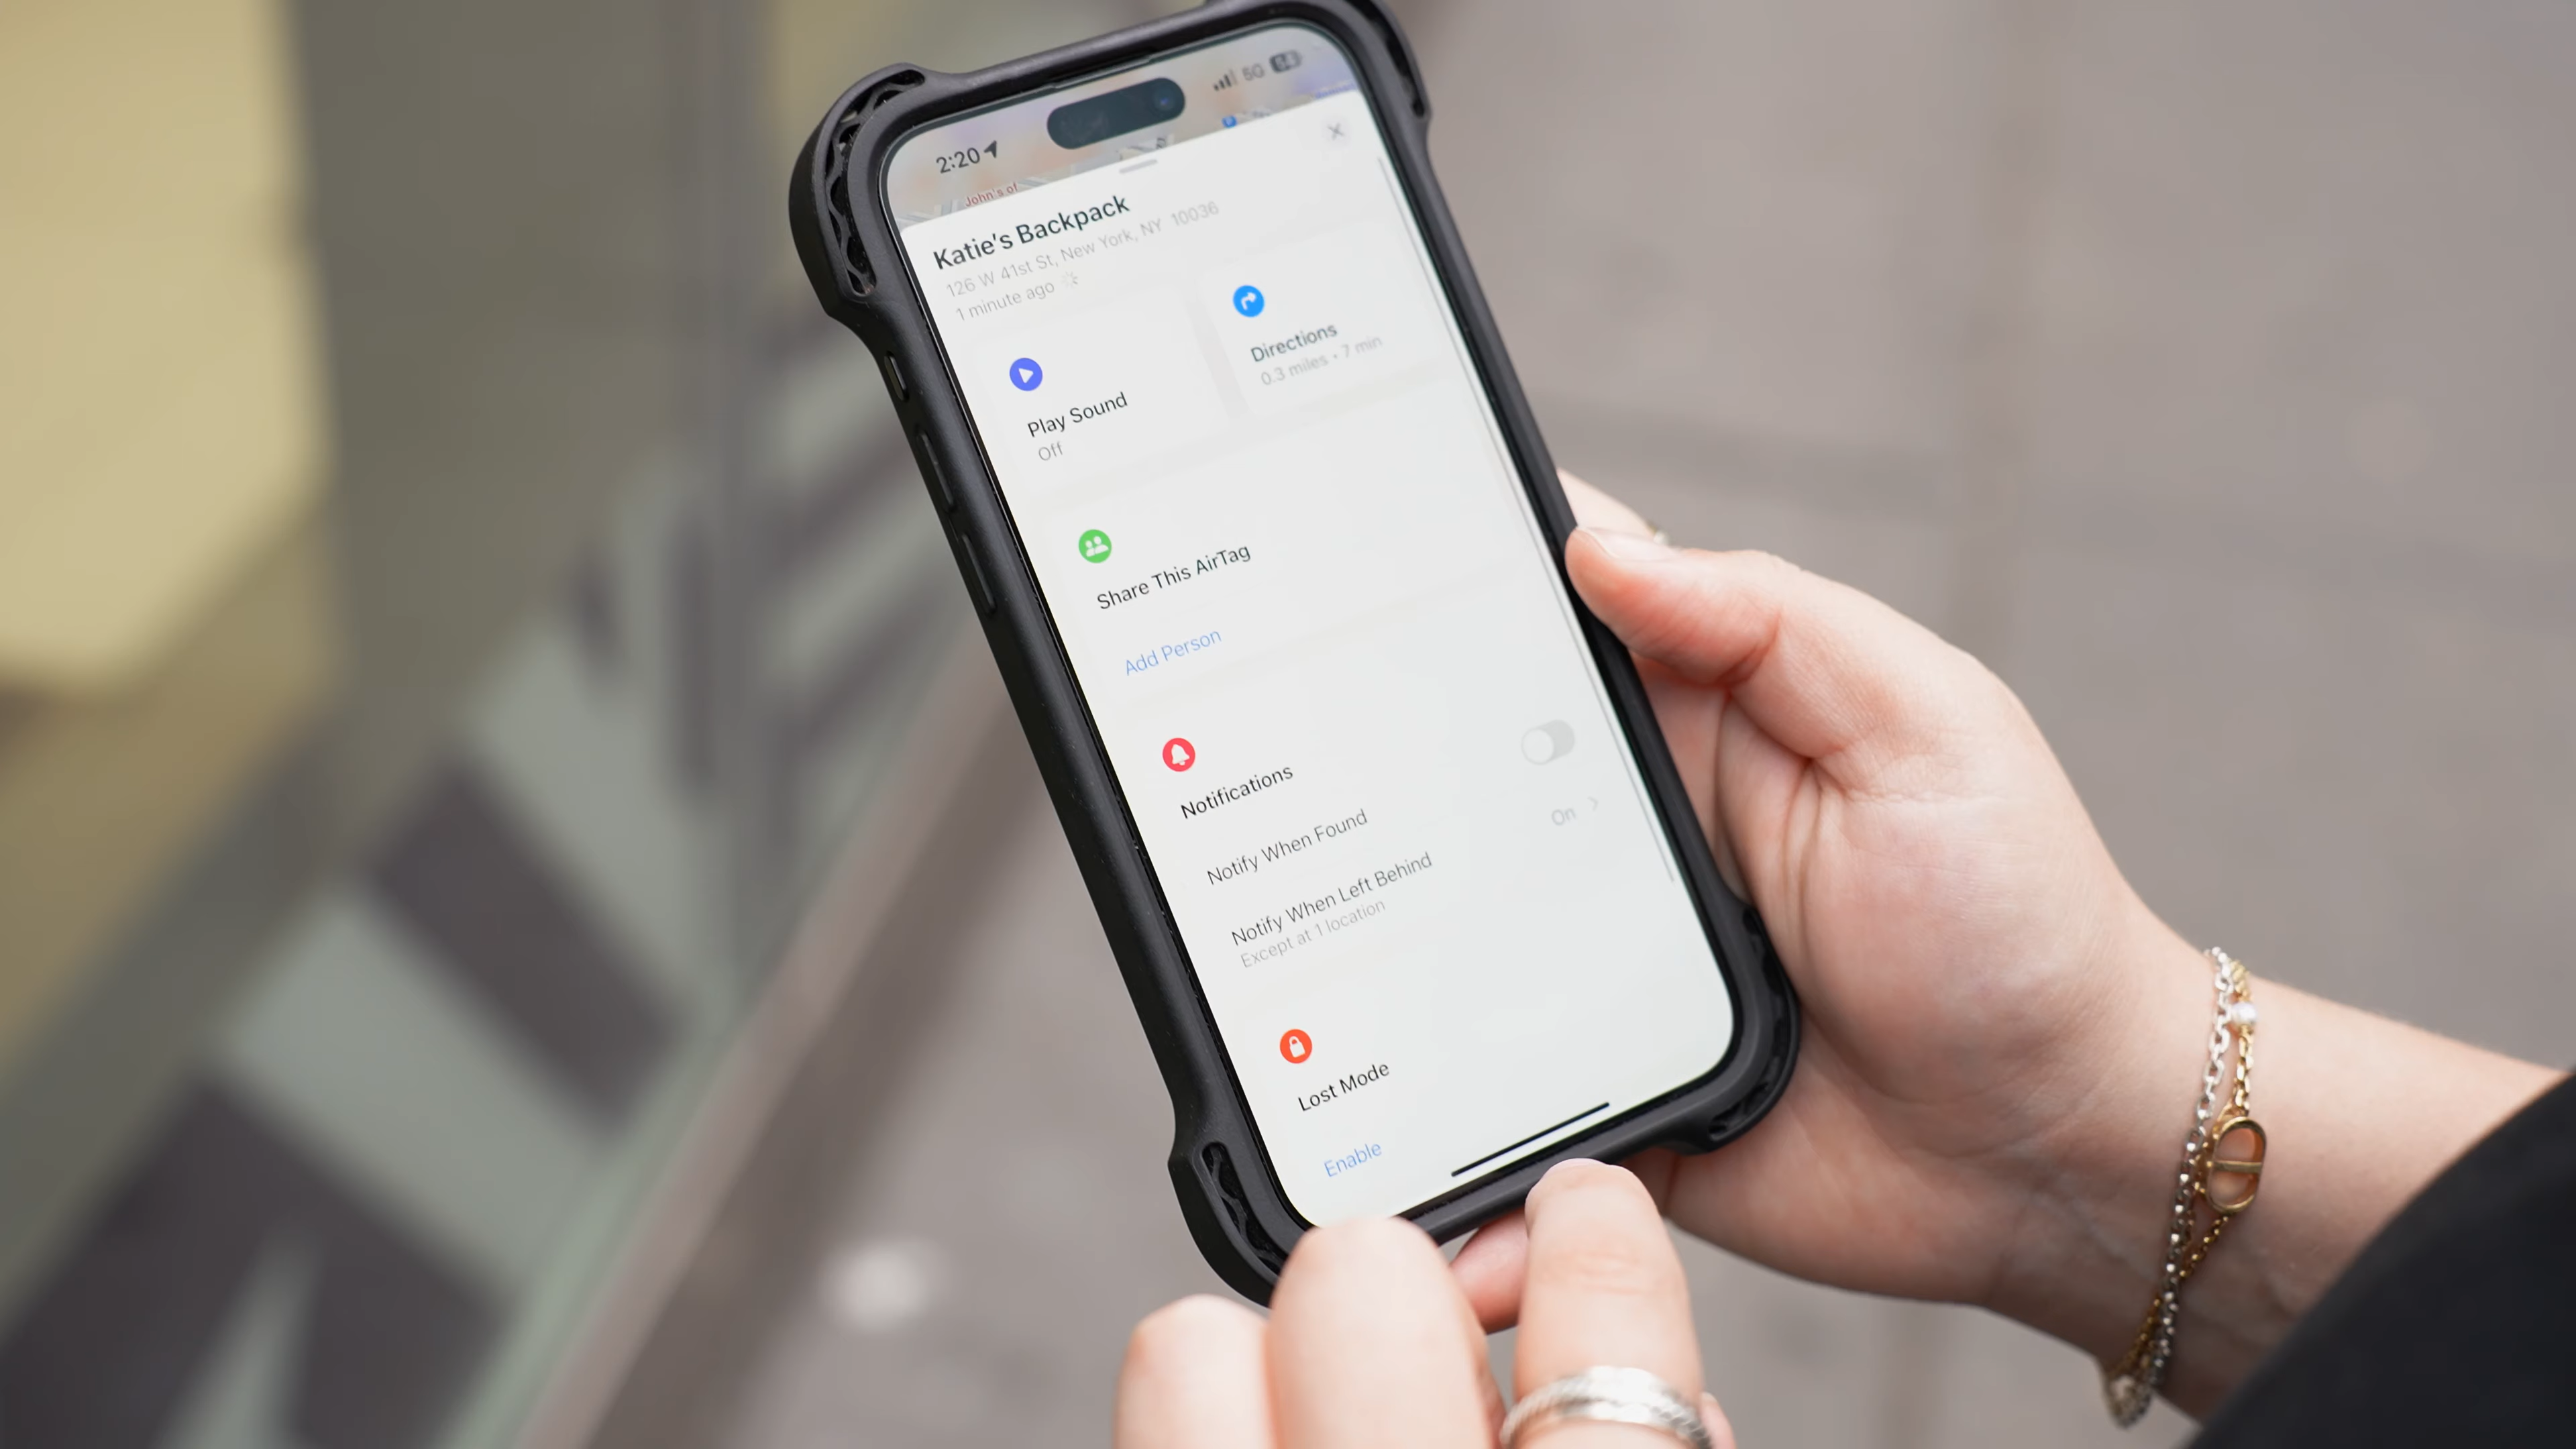 2:20
5G 54
John's of
Katie's Backpack
126 W 41st St, New York, NY 10036
1 minute ago
Directions
0.3 miles • 7 min
Play Sound
Off
Share This AirTag
Add Person
Notifications
Notify When Found
Notify When Left Behind
On
Except at 1 location
Lost Mode
Enable